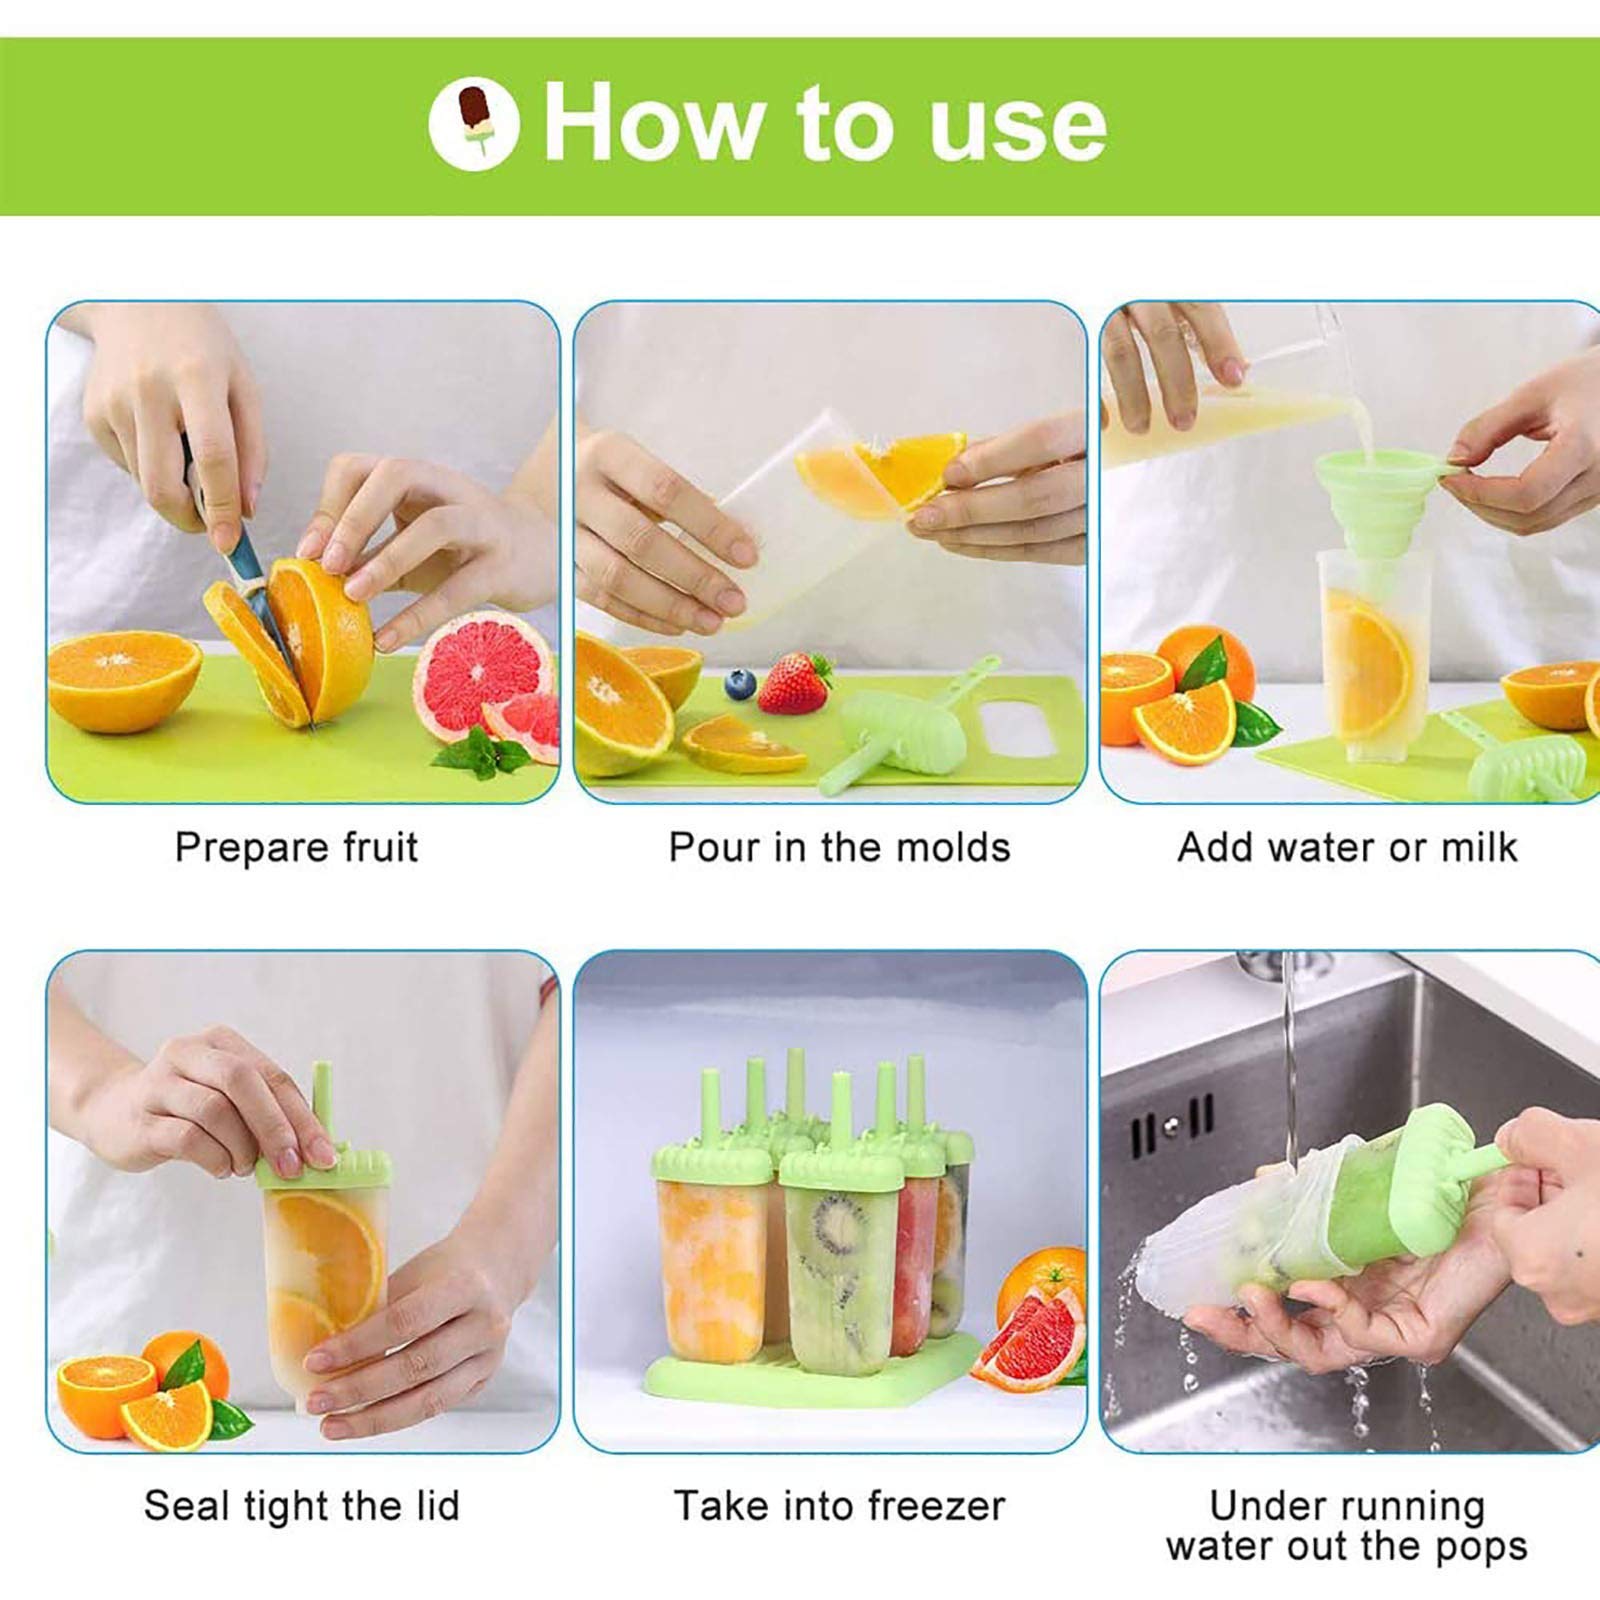 How to use
Prepare fruit
Pour in the molds
Add water or milk
Seal tight the lid
Take into freezer
Under running
water out the pops